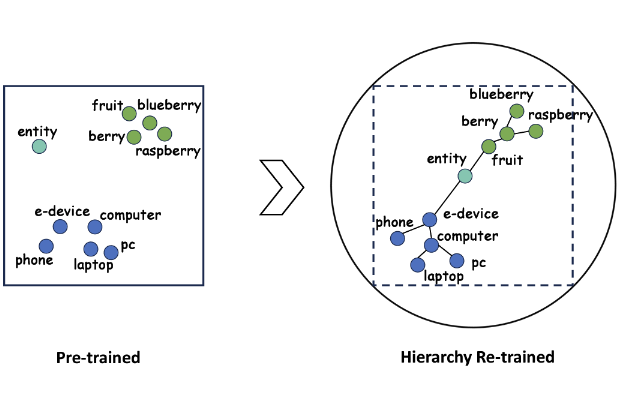 fruit blueberry
entity
berry
raspberry
e-device
computer
phone
laptop
pc
Pre-trained
blueberry
raspberry
berry
entity
fruit
e-device
phone
computer
pc
laptop
Hierarchy Re-trained